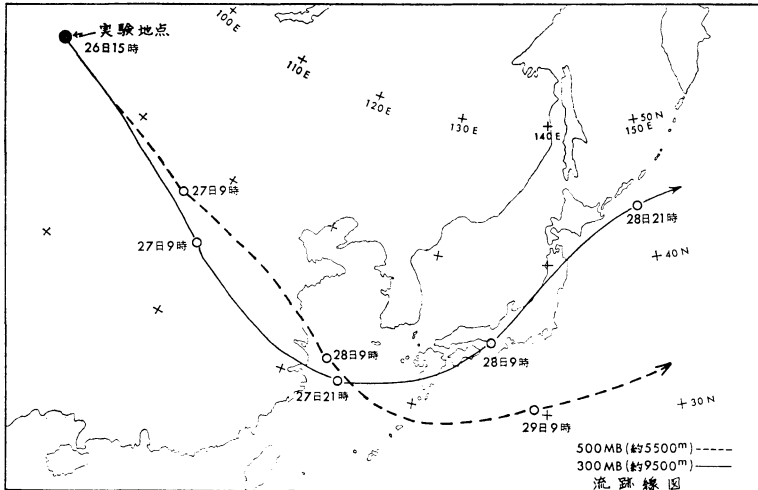 実験地点
26日15時
100E
110E
120E
130E
140E
50N
150E
27日9時
27日9時
28日21時
40N
28日9時
28日9時
27日21時
30N
29日9時
500MB(約5500m)
300MB(約9500m)
流跡線図